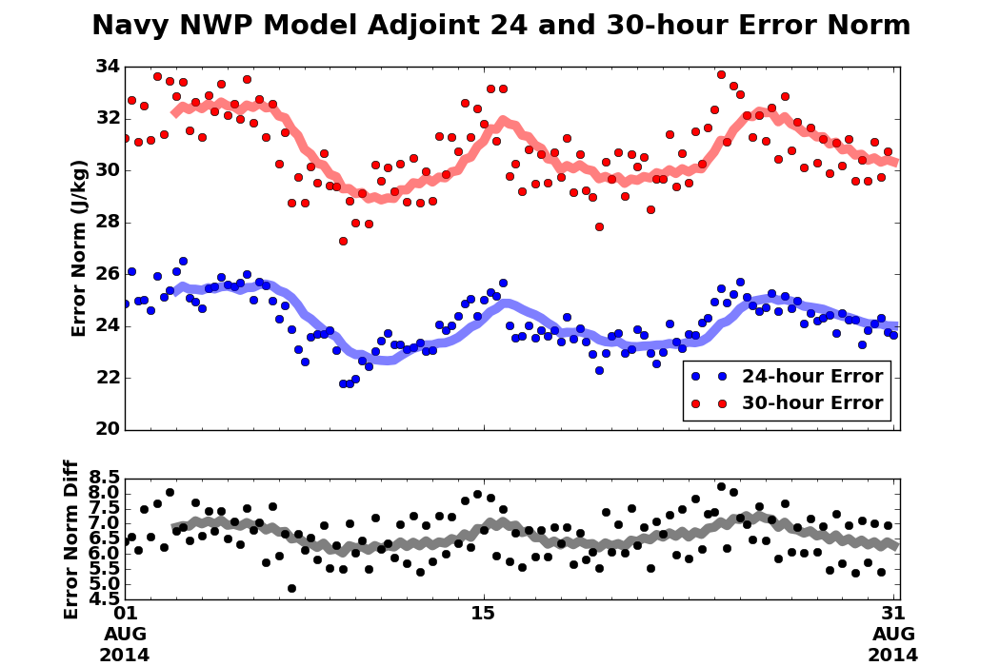 Navy NWP Model Adjoint 24 and 30-hour Error Norm
Error Norm (J/kg)
34
32
30
28
26
24
22
20
24-hour Error
30-hour Error
Error Norm Diff
8.5
8.0
7.5
7.0
6.5
6.0
5.5
5.0
4.5
01 15 31
AUG AUG
2014 2014